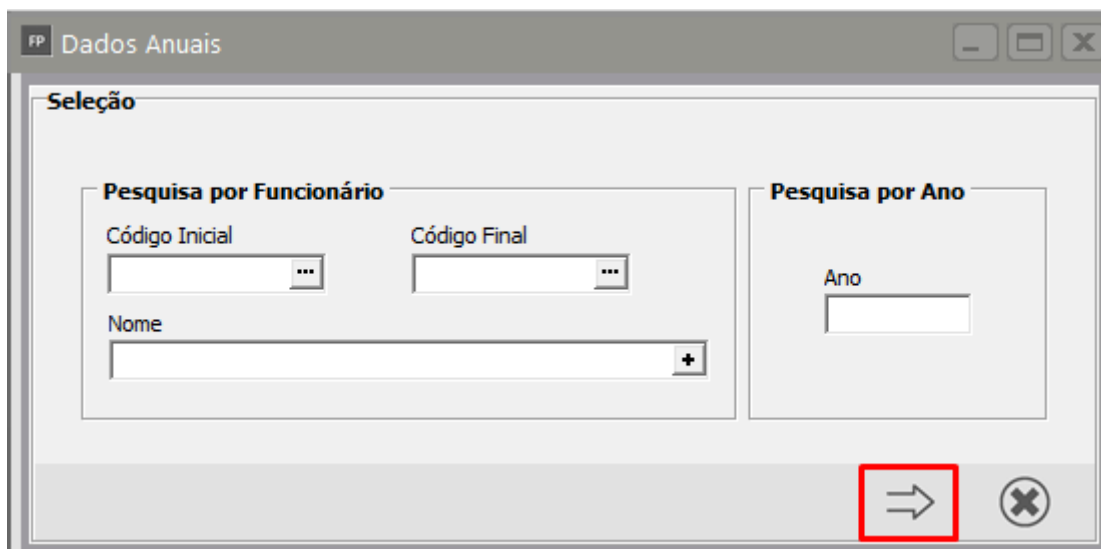 FP Dados Anuais
Seleção
Pesquisa por Funcionário
Pesquisa por Ano
Código Inicial
Código Final
Ano
Nome